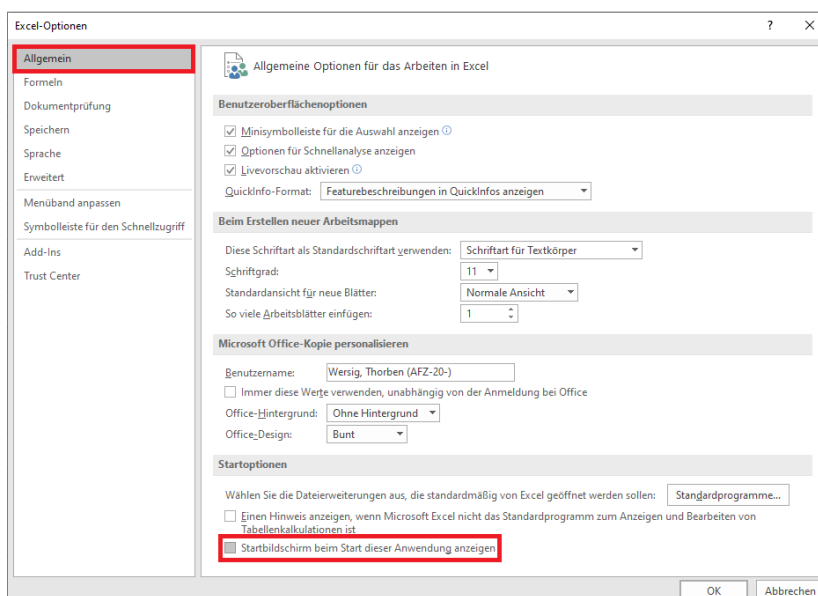 Excel-Optionen
?
Allgemein
Formeln
Dokumentprüfung
Speichern
Sprache
Erweitert
Menüband anpassen
Symbolleiste für den Schnellzugriff
Add-Ins
Trust Center
Allgemeine Optionen für das Arbeiten in Excel
Benutzeroberflächenoptionen
Minisymbolleiste für die Auswahl anzeigen
Optionen für Schnellanalyse anzeigen
Livevorschau aktivieren
QuickInfo-Format: Featurebeschreibungen in QuickInfos anzeigen
Beim Erstellen neuer Arbeitsmappen
Diese Schriftart als Standardschriftart verwenden: Schriftart für Textkörper
Schriftgrad: 11
Standardansicht für neue Blätter: Normale Ansicht
So viele Arbeitsblätter einfügen: 1
Microsoft Office-Kopie personalisieren
Benutzername: Wersig, Thorben (AFZ-20-)
Immer diese Werte verwenden, unabhängig von der Anmeldung bei Office
Office-Hintergrund: Ohne Hintergrund
Office-Design: Bunt
Startoptionen
Wählen Sie die Dateierweiterungen aus, die standardmäßig von Excel geöffnet werden sollen: Standardprogramme...
Einen Hinweis anzeigen, wenn Microsoft Excel nicht das Standardprogramm zum Anzeigen und Bearbeiten von
Tabellenkalkulationen ist
Startbildschirm beim Start dieser Anwendung anzeigen
OK Abbrechen